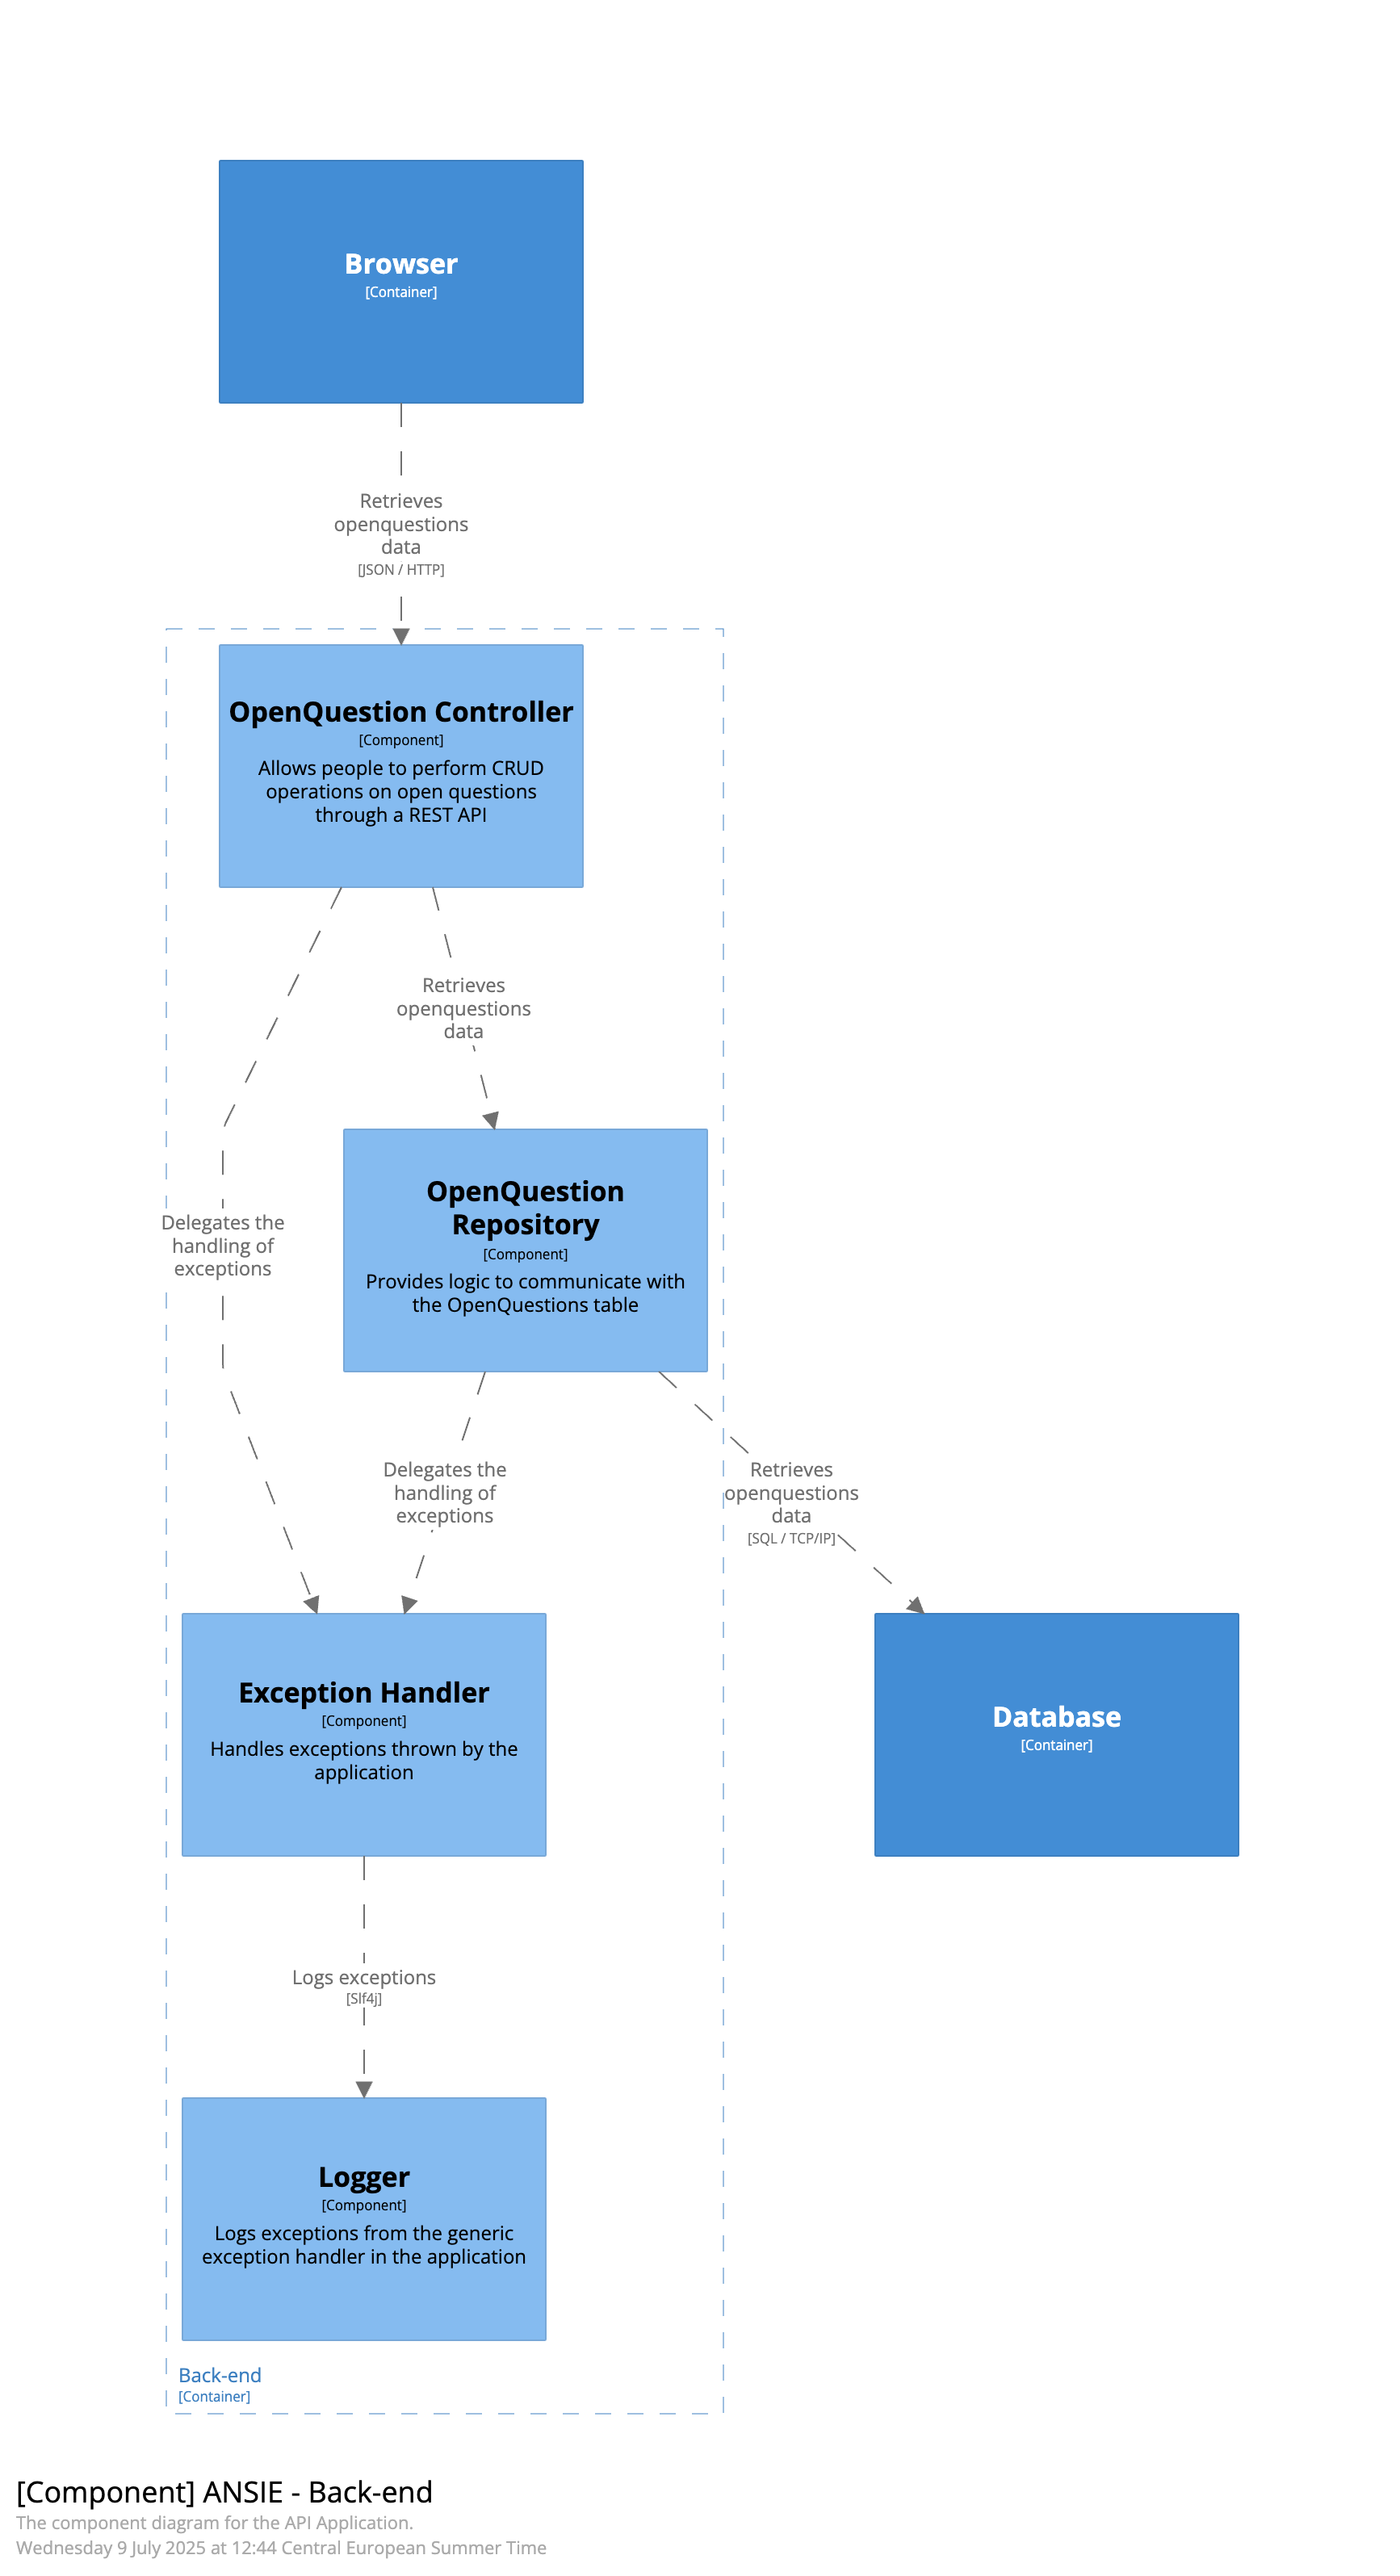 Browser
[Container]
Retrieves
openquestions
data
[JSON / HTTP]
OpenQuestion Controller
[Component]
Allows people to perform CRUD
operations on open questions
through a REST API
Retrieves
openquestions
data
OpenQuestion
Repository
[Component]
Provides logic to communicate with
the OpenQuestions table
Delegates the
handling of
exceptions
Delegates the
handling of
exceptions
Retrieves
openquestions
data
[SQL / TCP/IP]
Exception Handler
[Component]
Handles exceptions thrown by the
application
Database
[Container]
Logs exceptions
[Slf4j]
Logger
[Component]
Logs exceptions from the generic
exception handler in the application
Back-end
[Container]
[Component] ANSIE - Back-end
The component diagram for the API Application.
Wednesday 9 July 2025 at 12:44 Central European Summer Time